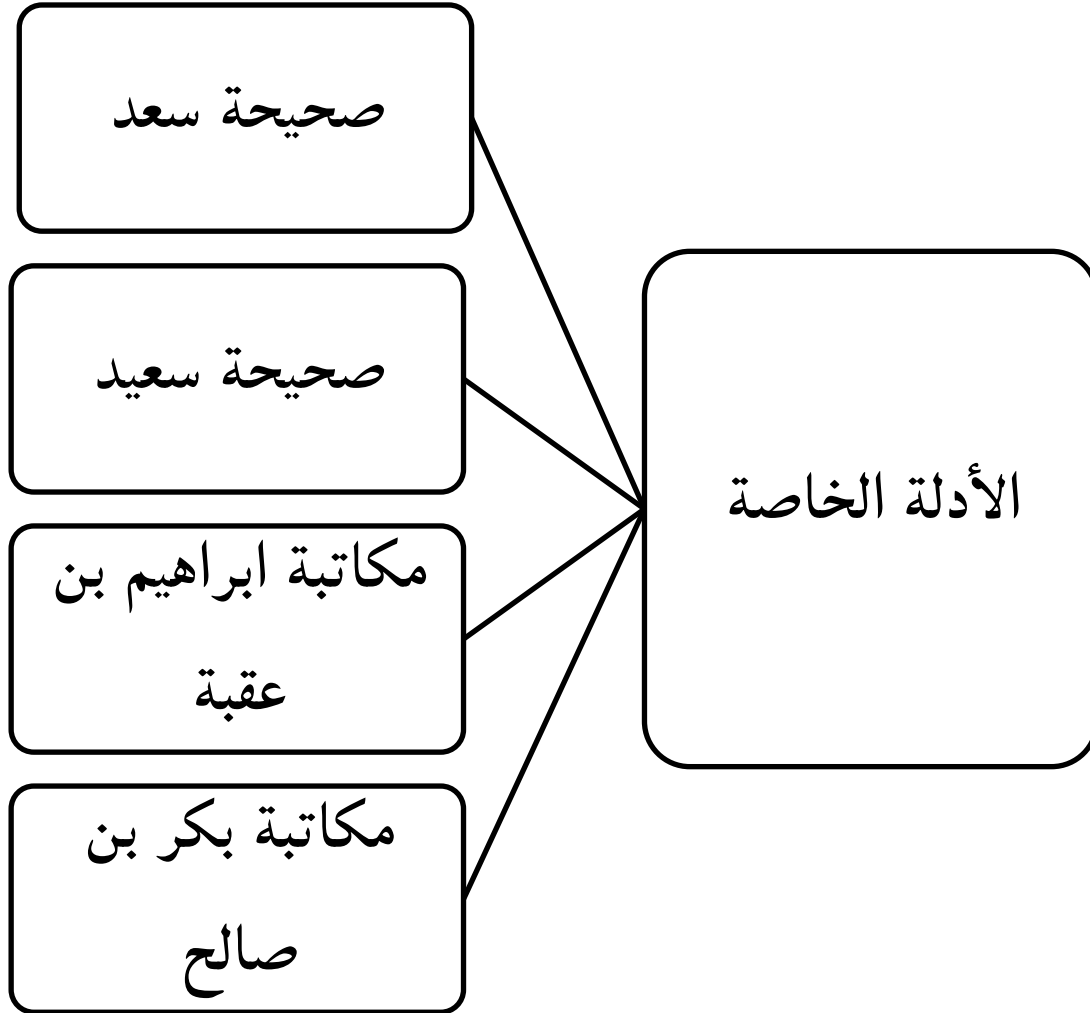 الأدلة الخاصة
صحيحة سعد
صحيحة سعيد
مكاتبة ابراهيم بن
عقبة
مكاتبة بكر بن
صالح